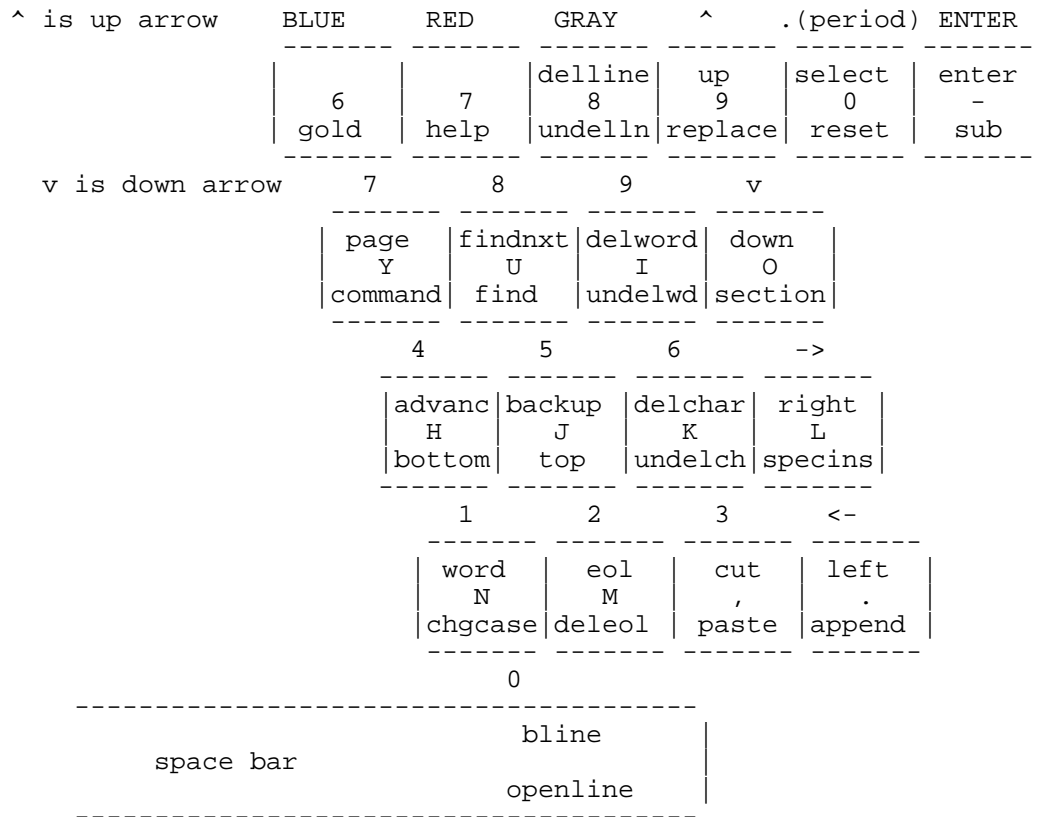 ^ is up arrow BLUE RED GRAY ^ .(period) ENTER
------- ------- ------- ------- ------- -------
| | |delline| up |select | enter
| 6 | 7 | 8 | 9 | 0 | -
| gold | help |undelln|replace| reset | sub
------- ------- ------- ------- ------- -------
v is down arrow 7 8 9 v
------- ------- ------- -------
| page |findnxt|delword| down |
| Y | U | I | O |
|command| find |undelwd|section|
------- ------- ------- -------
4 5 6 ->
------- ------- ------- -------
|advanc|backup |delchar| right |
| H | J | K | L |
|bottom| top |undelch|specins|
------- ------- ------- -------
1 2 3 <-
------- ------- ------- -------
| word | eol | cut | left |
| N | M | , | . |
|chgcase|deleol | paste |append |
------- ------- ------- -------
0
---------------------------------------
bline |
space bar |
openline |
---------------------------------------